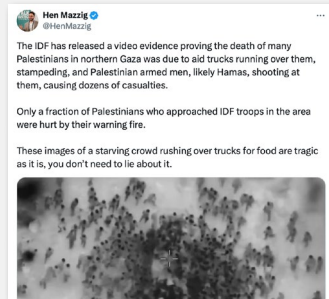 Hen Mazzig
@HenMazzig
The IDF has released a video evidence proving the death of many
Palestinians in northern Gaza was due to aid trucks running over them,
stampeding, and Palestinian armed men, likely Hamas, shooting at
them, causing dozens of casualties.
Only a fraction of Palestinians who approached IDF troops in the area
were hurt by their warning fire.
These images of a starving crowd rushing over trucks for food are tragic
as it is, you don't need to lie about it.